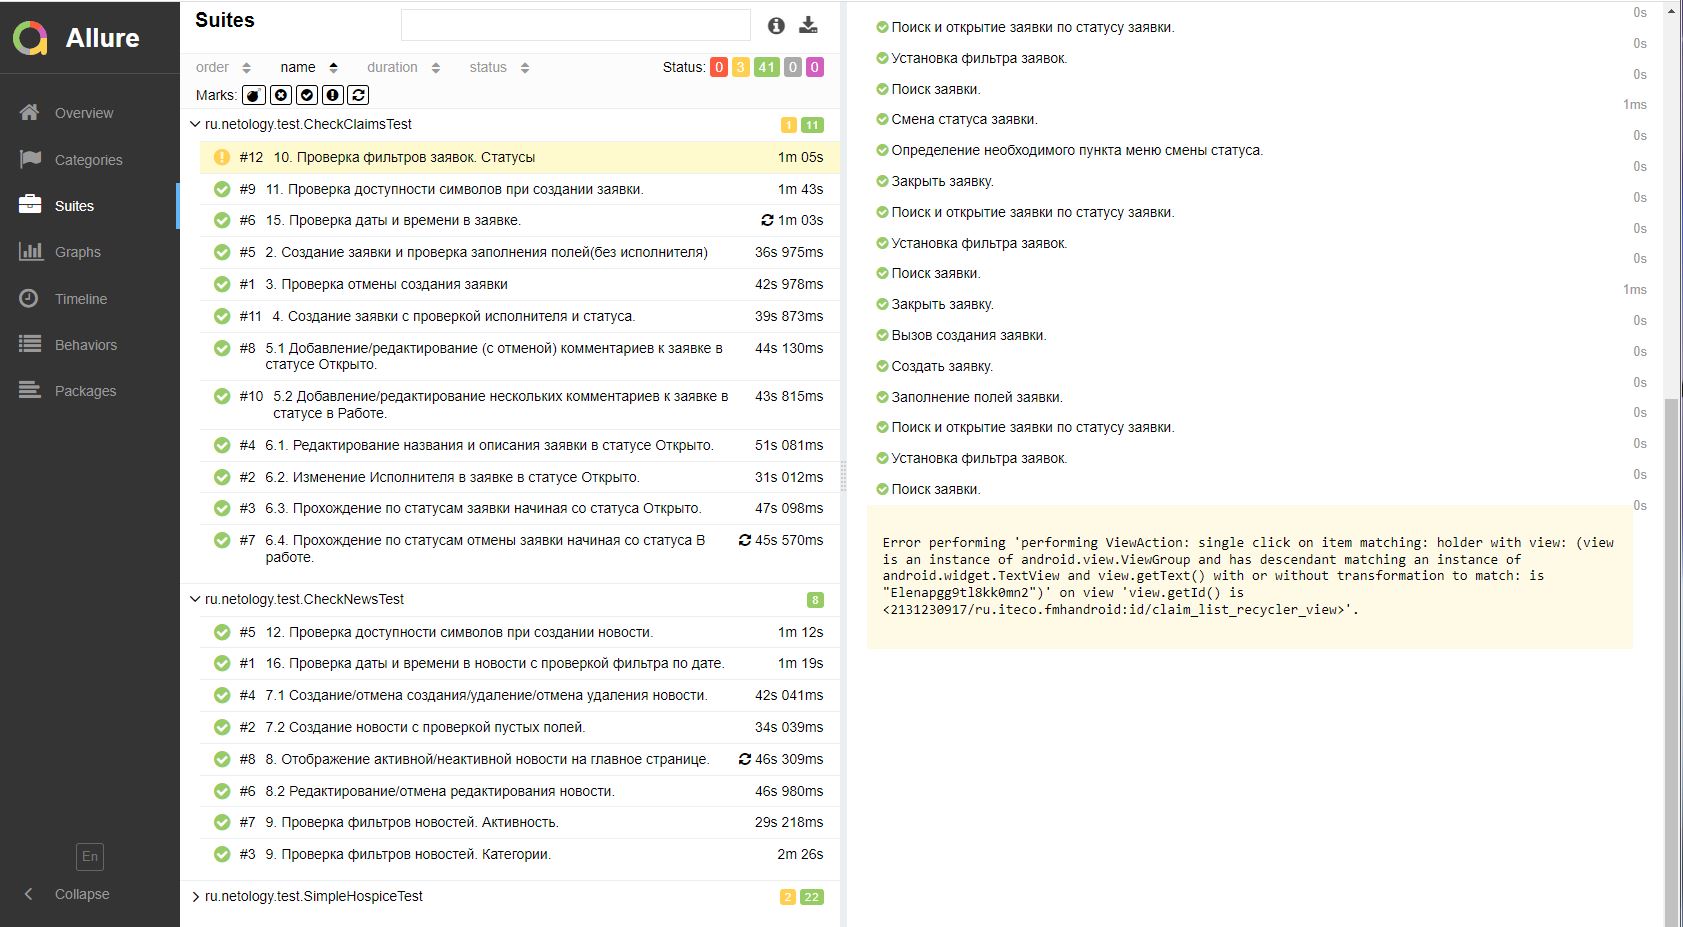 Allure
Overview
Categories
Suites
Graphs
Timeline
Behaviors
Packages
En
Collapse
Suites
order name duration status Status: 0 3 41 0 0
Marks:
ru.netology.test.CheckClaimsTest 1 11
#12 10. Проверка фильтров заявок. Статусы 1m 05s
#9 11. Проверка доступности символов при создании заявки. 1m 43s
#6 15. Проверка даты и времени в заявке. 1m 03s
#5 2. Создание заявки и проверка заполнения полей(без исполнителя) 36s 975ms
#1 3. Проверка отмены создания заявки 42s 978ms
#11 4. Создание заявки с проверкой исполнителя и статуса. 39s 873ms
#8 5.1 Добавление/редактирование (с отменой) комментариев к заявке в 44s 130ms
статусе Открыто.
#10 5.2 Добавление/редактирование нескольких комментариев к заявке в 43s 815ms
статусе в Работе.
#4 6.1. Редактирование названия и описания заявки в статусе Открыто. 51s 081ms
#2 6.2. Изменение Исполнителя в заявке в статусе Открыто. 31s 012ms
#3 6.3. Прохождение по статусам заявки начиная со статуса Открыто. 47s 098ms
#7 6.4. Прохождение по статусам отмены заявки начиная со статуса В 45s 570ms
работе.
ru.netology.test.CheckNewsTest 8
#5 12. Проверка доступности символов при создании новости. 1m 12s
#1 16. Проверка даты и времени в новости с проверкой фильтра по дате. 1m 19s
#4 7.1 Создание/отмена создания/удаление/отмена удаления новости. 42s 041ms
#2 7.2 Создание новости с проверкой пустых полей. 34s 039ms
#8 8. Отображение активной/неактивной новости на главное странице. 46s 309ms
#6 8.2 Редактирование/отмена редактирования новости. 46s 980ms
#7 9. Проверка фильтров новостей. Активность. 29s 218ms
#3 9. Проверка фильтров новостей. Категории. 2m 26s
ru.netology.test.SimpleHospiceTest 2 22
0s
Поиск и открытие заявки по статусу заявки.
0s
Установка фильтра заявок.
0s
Поиск заявки.
1ms
Смена статуса заявки.
0s
Определение необходимого пункта меню смены статуса.
0s
Закрыть заявку.
0s
Поиск и открытие заявки по статусу заявки.
0s
Установка фильтра заявок.
0s
Поиск заявки.
1ms
Закрыть заявку.
0s
Вызов создания заявки.
0s
Создать заявку.
0s
Заполнение полей заявки.
0s
Поиск и открытие заявки по статусу заявки.
0s
Установка фильтра заявок.
0s
Поиск заявки.
0s
Error performing 'performing ViewAction: single click on item matching: holder with view: (view
is an instance of android.view.ViewGroup and has descendant matching an instance of
android.widget.TextView and view.getText() with or without transformation to match: is
"Elenapgg9tl8kk0mn2")' on view 'view.getId() is
<2131230917/ru.iteco.fmhandroid:id/claim_list_recycler_view>'.